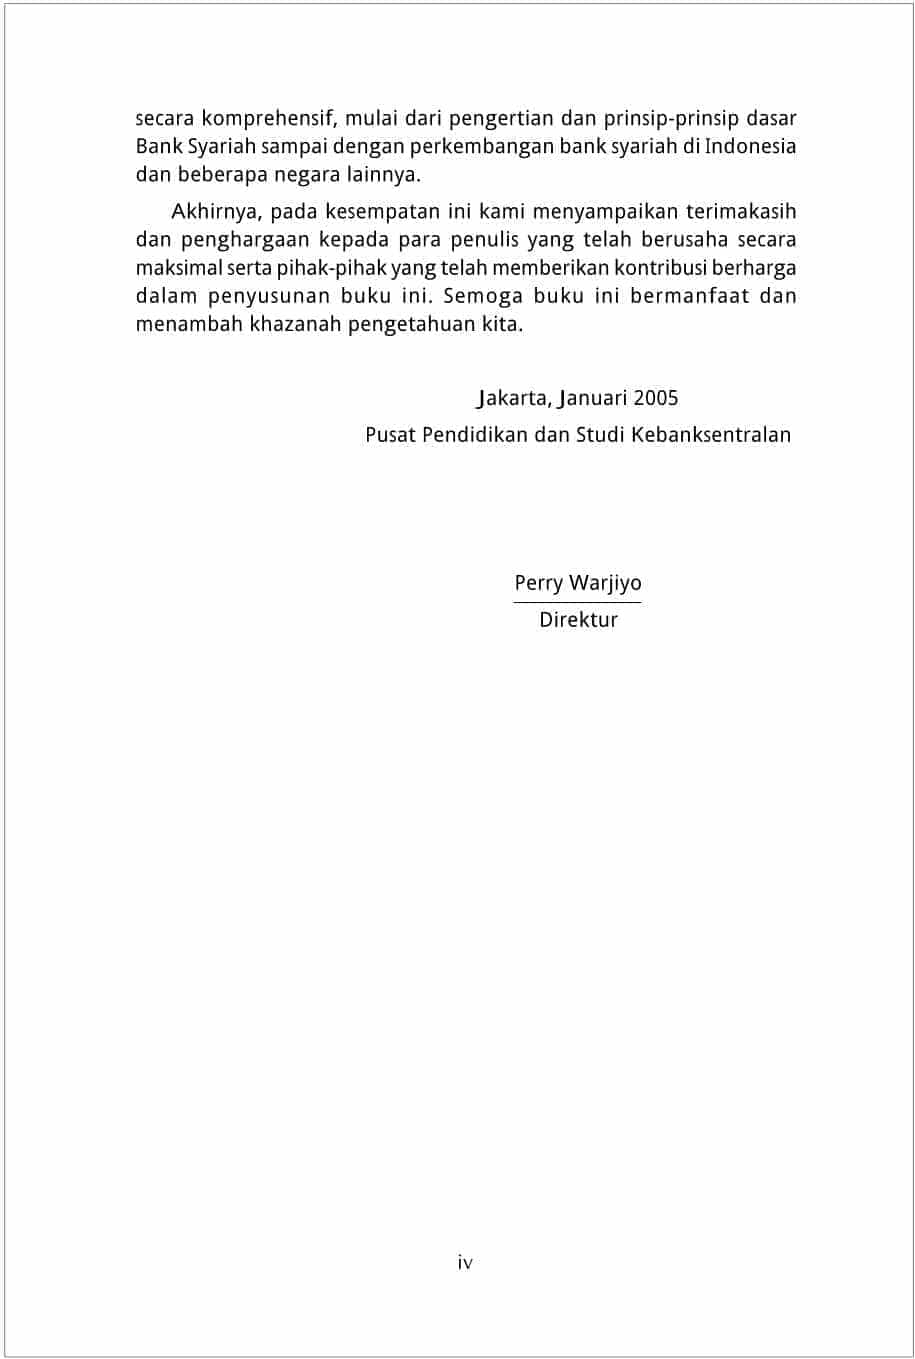 secara komprehensif, mulai dari pengertian dan prinsip-prinsip dasar
Bank Syariah sampai dengan perkembangan bank syariah di Indonesia
dan beberapa negara lainnya.
Akhirnya, pada kesempatan ini kami menyampaikan terimakasih
dan penghargaan kepada para penulis yang telah berusaha secara
maksimal serta pihak-pihak yang telah memberikan kontribusi berharga
dalam penyusunan buku ini. Semoga buku ini bermanfaat dan
menambah khazanah pengetahuan kita.
Jakarta, Januari 2005
Pusat Pendidikan dan Studi Kebanksentralan
Perry Warjiyo
Direktur
iv